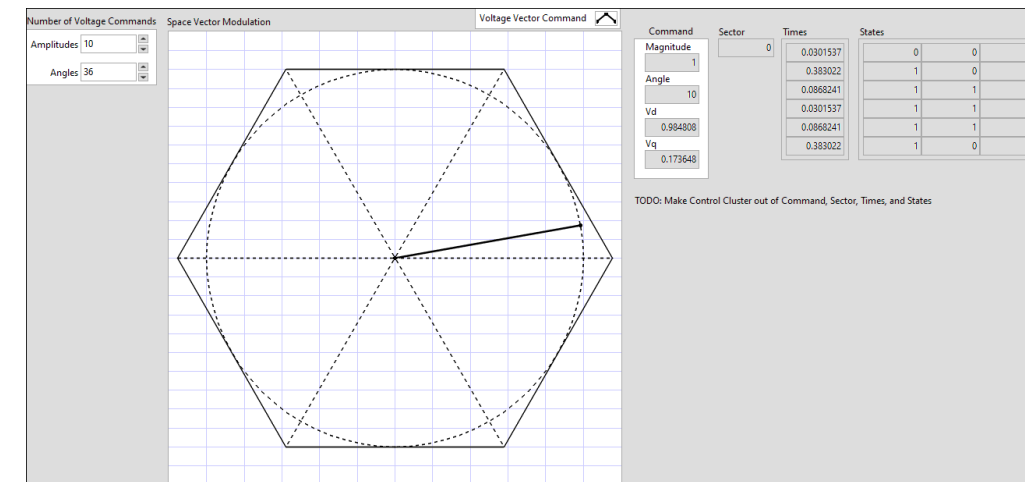 Number of Voltage Commands
Amplitudes 10
Angles 36
Space Vector Modulation
Voltage Vector Command
Command
Magnitude
1
Angle
10
Vd
0.984808
Vq
0.173648
Sector
0
Times
0.0301537
0.383022
0.0868241
0.0301537
0.0868241
0.383022
States
0 0
1 0
1 1
1 1
1 1
1 0
TODO: Make Control Cluster out of Command, Sector, Times, and States